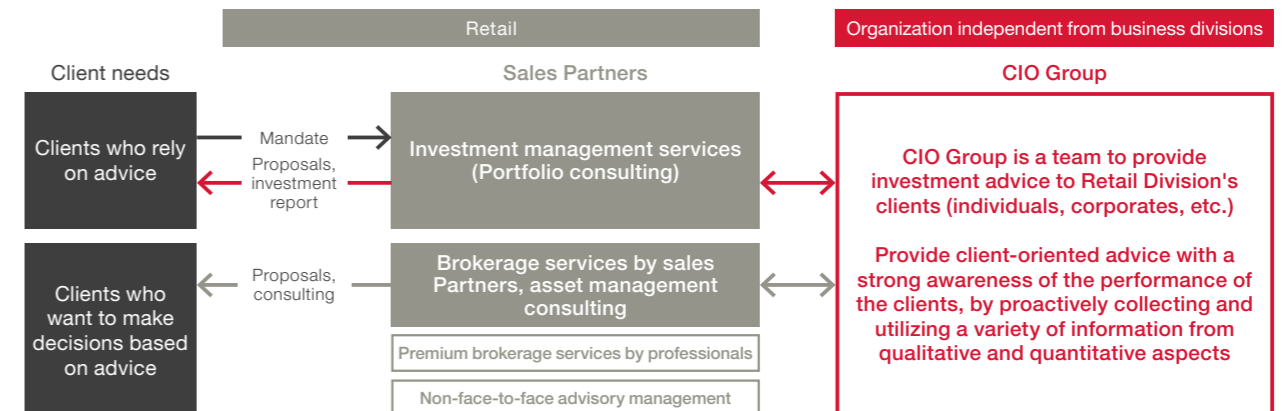 Retail
Organization independent from business divisions
Client needs
Sales Partners
CIO Group
Clients who rely
on advice
Mandate
Proposals,
investment
report
Investment management services
(Portfolio consulting)
CIO Group is a team to provide
investment advice to Retail Division's
clients (individuals, corporates, etc.)
Provide client-oriented advice with a
strong awareness of the performance of
the clients, by proactively collecting and
utilizing a variety of information from
qualitative and quantitative aspects
Clients who
want to make
decisions based
on advice
Proposals,
consulting
Brokerage services by sales
Partners, asset management
consulting
Premium brokerage services by professionals
Non-face-to-face advisory management